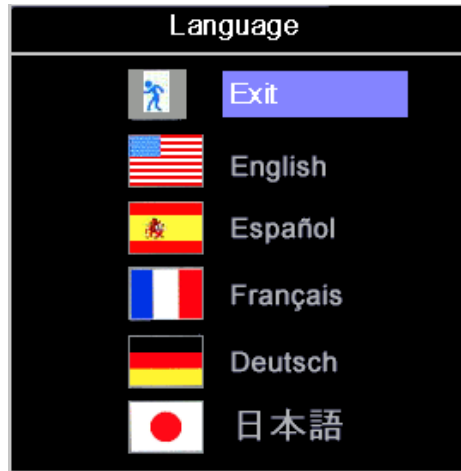 Language
Exit
English
Español
Français
Deutsch
日本語